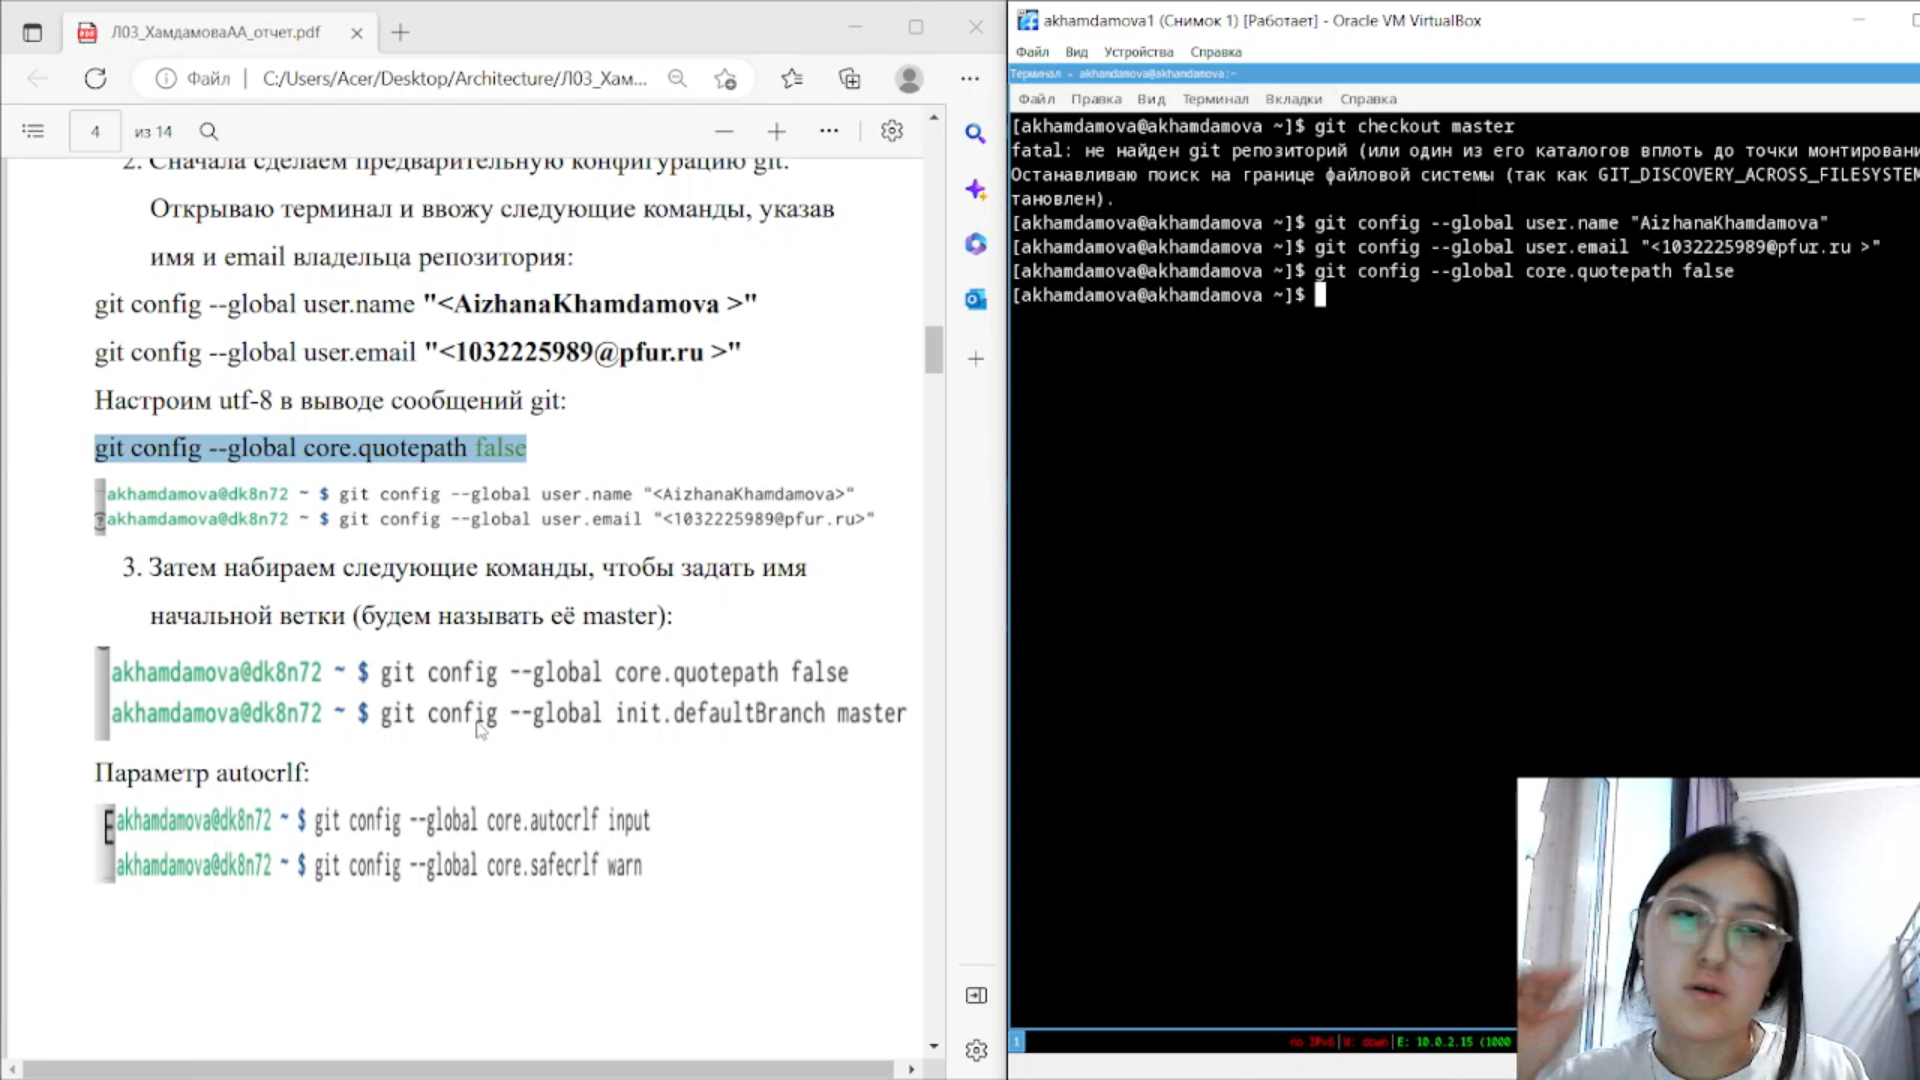 Л03_ХамдамоваАА_отчет.pdf
Файл
C:/Users/Acer/Desktop/Architecture/Л03_Хам...
4
из 14
2. Сначала сделаем предварительную конфигурацию git.
Открываю терминал и ввожу следующие команды, указав
имя и email владельца репозитория:
git config --global user.name "<AizhanaKhamdamova >"
git config --global user.email "<1032225989@pfur.ru >"
Настроим utf-8 в выводе сообщений git:
git config --global core.quotepath false
akhamdamova@dk8n72 ~ $ git config --global user.name "<AizhanaKhamdamova>"
akhamdamova@dk8n72 ~ $ git config --global user.email "<1032225989@pfur.ru>"
3. Затем набираем следующие команды, чтобы задать имя
начальной ветки (будем называть её master):
akhamdamova@dk8n72 ~ $ git config --global core.quotepath false
akhamdamova@dk8n72 ~ $ git config --global init.defaultBranch master
Параметр autocrlf:
akhamdamova@dk8n72 ~ $ git config --global core.autocrlf input
akhamdamova@dk8n72 ~ $ git config --global core.safecrlf warn
akhamdamova1 (Снимок 1) [Работает] - Oracle VM VirtualBox
Файл Вид Устройства Справка
Терминал - akhamdamova@akhamdamova:~
Файл Правка Вид Терминал Вкладки Справка
[akhamdamova@akhamdamova ~]$ git checkout master
fatal: не найден git репозиторий (или один из его каталогов вплоть до точки монтировани
Останавливаю поиск на границе файловой системы (так как GIT_DISCOVERY_ACROSS_FILESYSTEM
тановлен).
[akhamdamova@akhamdamova ~]$ git config --global user.name "AizhanaKhamdamova"
[akhamdamova@akhamdamova ~]$ git config --global user.email "<1032225989@pfur.ru >"
[akhamdamova@akhamdamova ~]$ git config --global core.quotepath false
[akhamdamova@akhamdamova ~]$
1
no IPv6 | W: down | E: 10.0.2.15 (1000